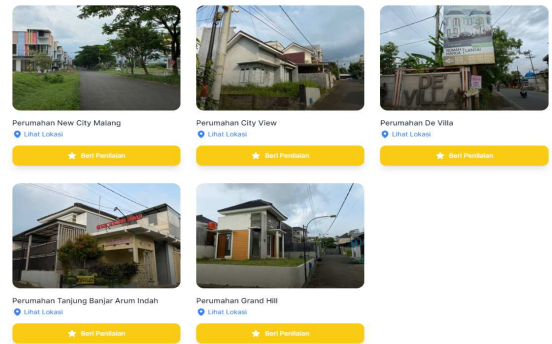 Perumahan New City Malang
Lihat Lokasi
Beri Penilaian
Perumahan City View
Lihat Lokasi
Beri Penilaian
DE
VILLA
Perumahan De Villa
Lihat Lokasi
Beri Penilaian
Perumahan Tanjung Banjar Arum Indah
Lihat Lokasi
Beri Penilaian
Perumahan Grand Hill
Lihat Lokasi
Beri Penilaian